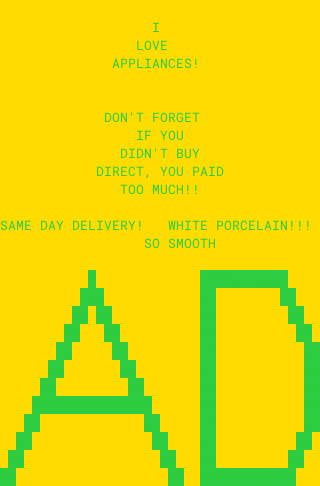 I
LOVE
APPLIANCES!
DON'T FORGET
IF YOU
DIDN'T BUY
DIRECT, YOU PAID
TOO MUCH!!
SAME DAY DELIVERY!   WHITE PORCELAIN!!!
SO SMOOTH
AD